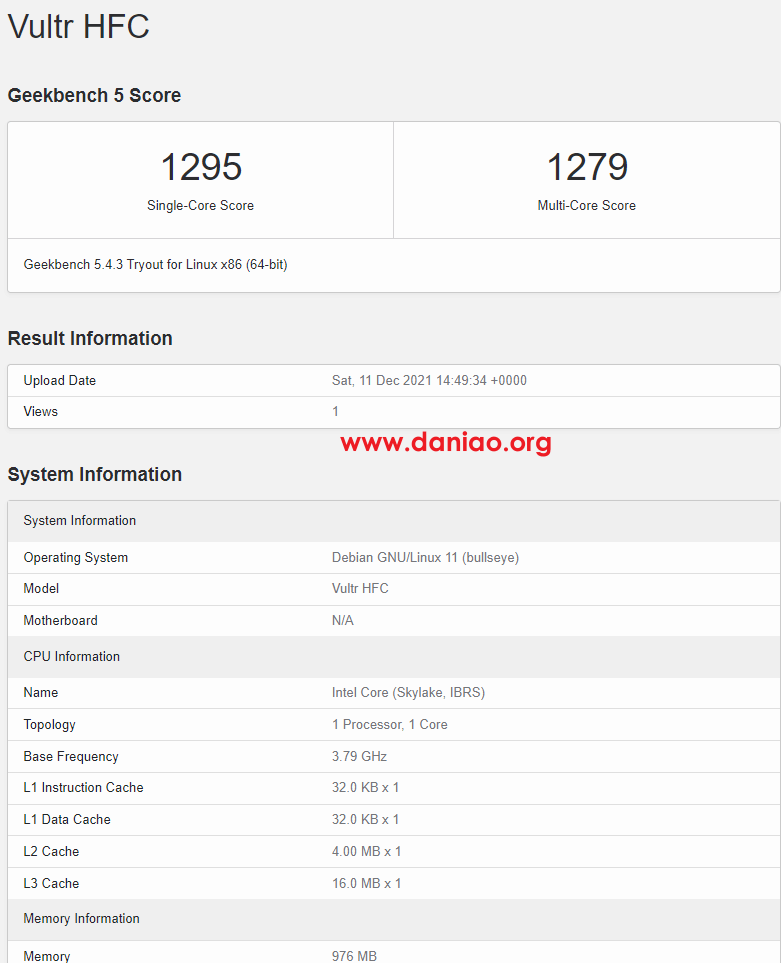 Vultr HFC
Geekbench 5 Score
1295 1279
Single-Core Score Multi-Core Score
Geekbench 5.4.3 Tryout for Linux x86 (64-bit)
Result Information
Upload Date Sat, 11 Dec 2021 14:49:34 +0000
Views 1
www.daniao.org
System Information
System Information
Operating System Debian GNU/Linux 11 (bullseye)
Model Vultr HFC
Motherboard N/A
CPU Information
Name Intel Core (Skylake, IBRS)
Topology 1 Processor, 1 Core
Base Frequency 3.79 GHz
L1 Instruction Cache 32.0 KB x 1
L1 Data Cache 32.0 KB x 1
L2 Cache 4.00 MB x 1
L3 Cache 16.0 MB x 1
Memory Information
Memory 976 MB